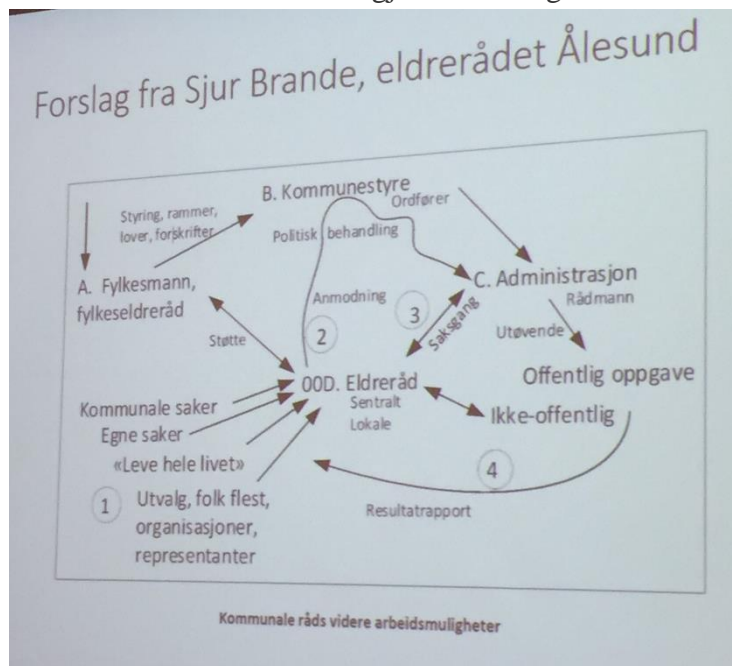 Forslag fra Sjur Brande, eldrerådet Ålesund
B. Kommunestyre
Ordfører
Styring, rammer,
lover, forskrifter
Politisk behandling
A. Fylkesmann,
fylkeseldreråd
C. Administrasjon
Rådmann
Anmodning
3
Saksgang
2
Støtte
Utøvende
Offentlig oppgave
00D. Eldreråd
Sentralt
Lokale
Ikke-offentlig
Kommunale saker
Egne saker
«Leve hele livet»
4
1
Utvalg, folk flest,
organisasjoner,
representanter
Resultatrapport
Kommunale råds videre arbeidsmuligheter